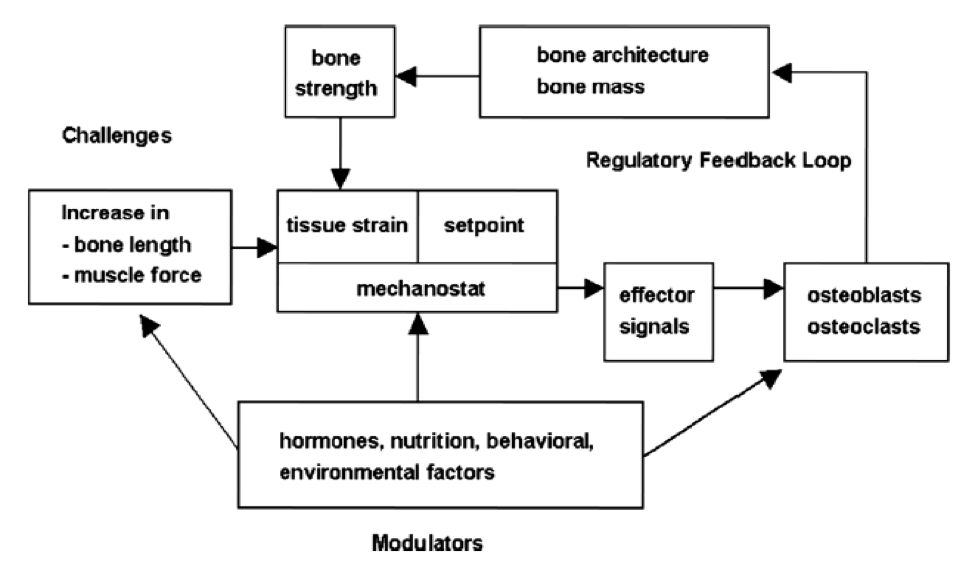 bone
strength
bone architecture
bone mass
Challenges
Regulatory Feedback Loop
Increase in
- bone length
- muscle force
tissue strain
setpoint
mechanostat
effector
signals
osteoblasts
osteoclasts
hormones, nutrition, behavioral,
environmental factors
Modulators